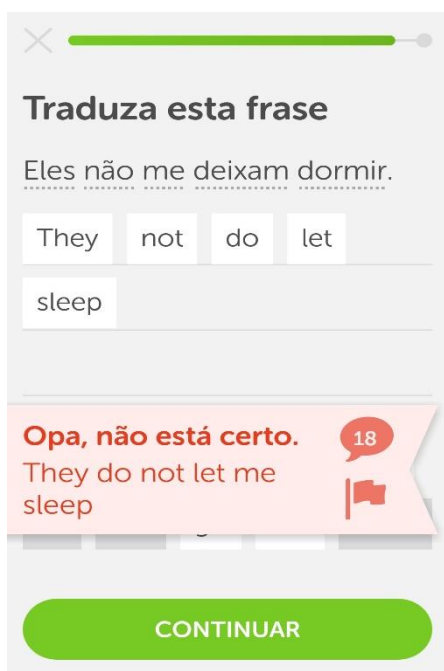 Traduza esta frase
Eles não me deixam dormir.
They not do let
sleep
Opa, não está certo.
18
They do not let me
sleep
CONTINUAR